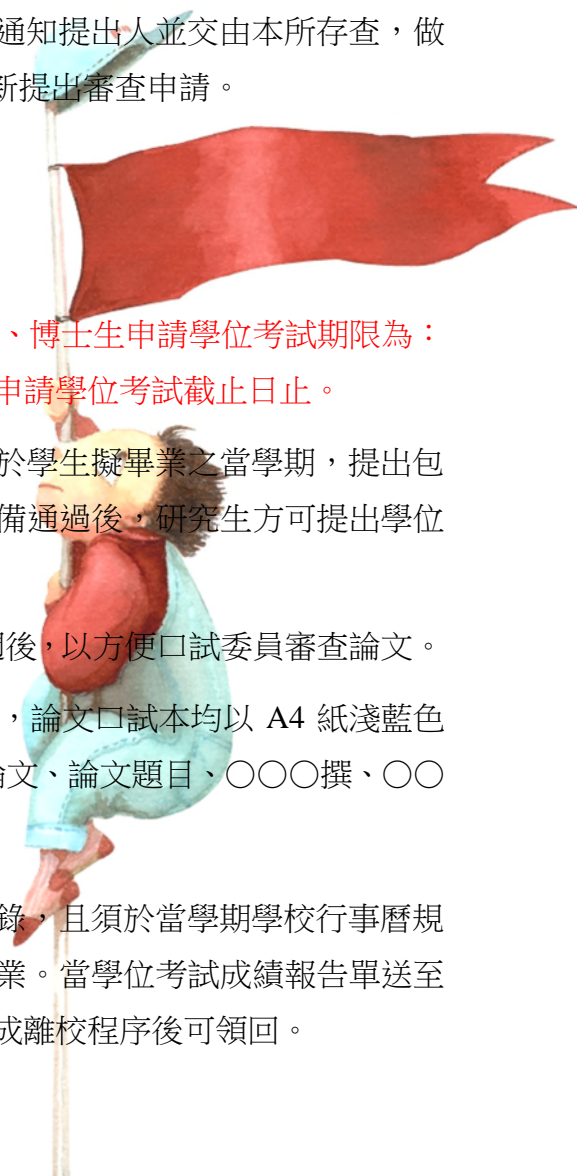 通知提出人並交由本所存查，做
新提出審查申請。
、博士生申請學位考試期限為：
申請學位考試截止日止。
於學生擬畢業之當學期，提出包
備通過後，研究生方可提出學位
後，以方便口試委員審查論文。
，論文口試本均以 A4 紙淺藍色
論文、論文題目、○○○撰、○○
錄，且須於當學期學校行事曆規
業。當學位考試成績報告單送至
成離校程序後可領回。